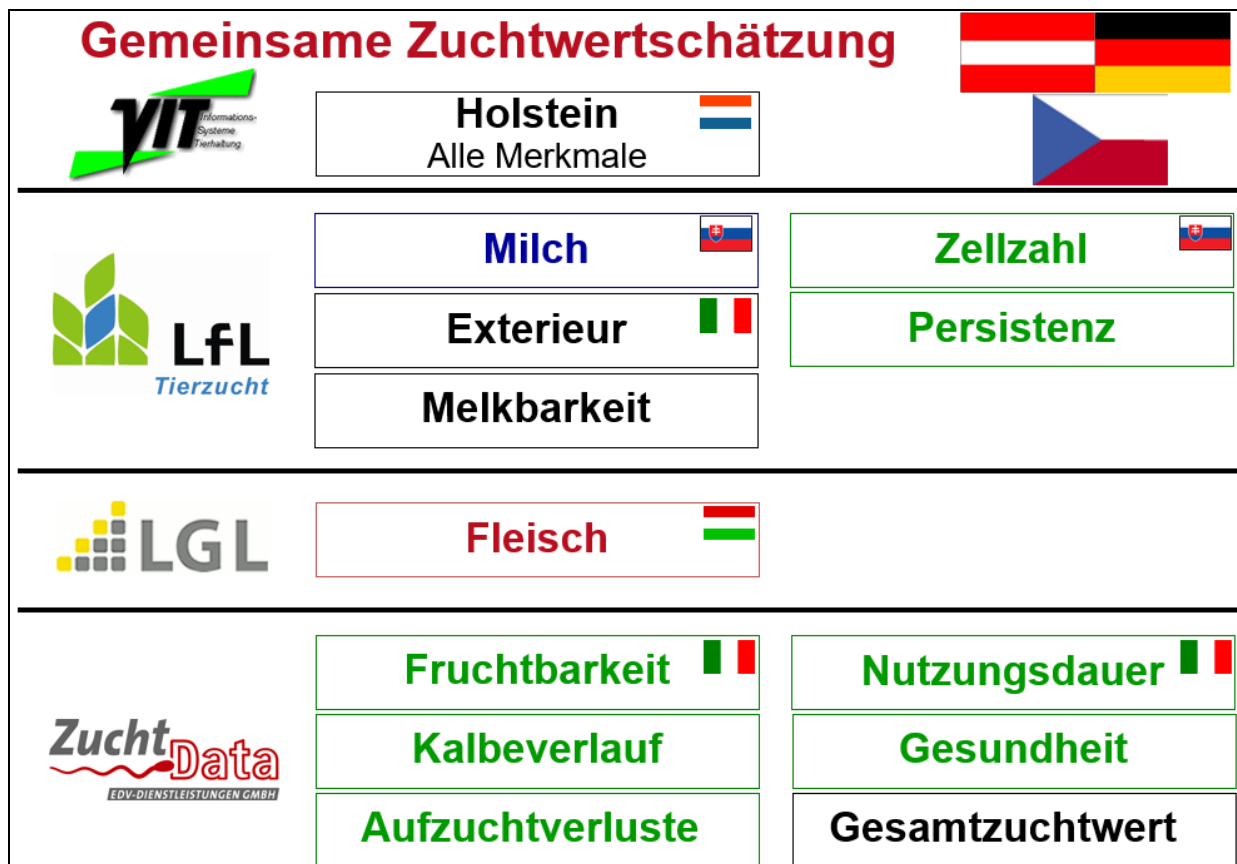 Gemeinsame Zuchtwertschätzung
VIT
Informations-
Systeme
Tierhaltung
Holstein
Alle Merkmale
LfL
Tierzucht
Milch
Zellzahl
Exterieur
Persistenz
Melkbarkeit
LGL
Fleisch
Zucht
Data
EDV-DIENSTLEISTUNGEN GMBH
Fruchtbarkeit
Nutzungsdauer
Kalbeverlauf
Gesundheit
Aufzuchtverluste
Gesamtzuchtwert